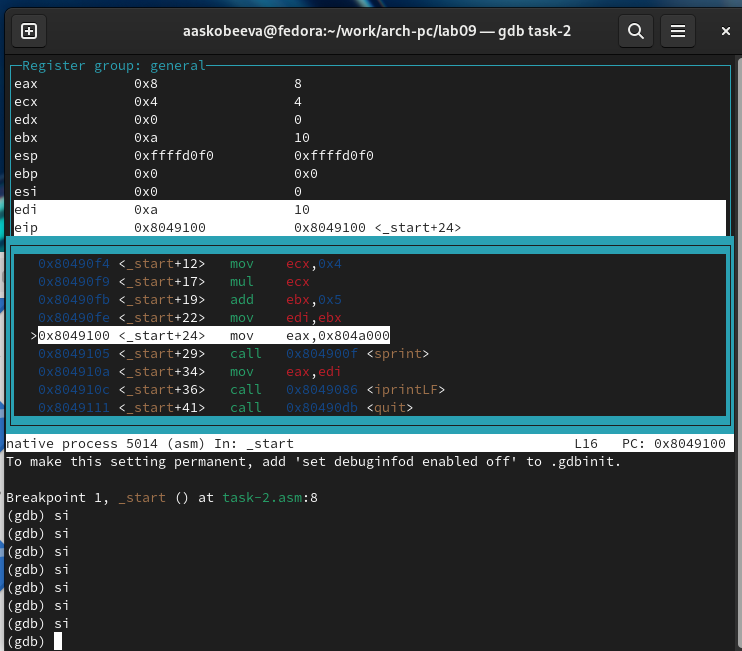 aaskobeeva@fedora:~/work/arch-pc/lab09 — gdb task-2
Register group: general
eax 0x8 8
ecx 0x4 4
edx 0x0 0
ebx 0xa 10
esp 0xffffd0f0 0xffffd0f0
ebp 0x0 0x0
esi 0x0 0
edi 0xa 10
eip 0x8049100 0x8049100 <_start+24>
0x80490f4 <_start+12> mov ecx,0x4
0x80490f9 <_start+17> mul ecx
0x80490fb <_start+19> add ebx,0x5
0x80490fe <_start+22> mov edi,ebx
>0x8049100 <_start+24> mov eax,0x804a000
0x8049105 <_start+29> call 0x804900f <sprint>
0x804910a <_start+34> mov eax,edi
0x804910c <_start+36> call 0x8049086 <iprintLF>
0x8049111 <_start+41> call 0x80490db <quit>
native process 5014 (asm) In: _start L16 PC: 0x8049100
To make this setting permanent, add 'set debuginfod enabled off' to .gdbinit.
Breakpoint 1, _start () at task-2.asm:8
(gdb) si
(gdb) si
(gdb) si
(gdb) si
(gdb) si
(gdb) si
(gdb) si
(gdb)